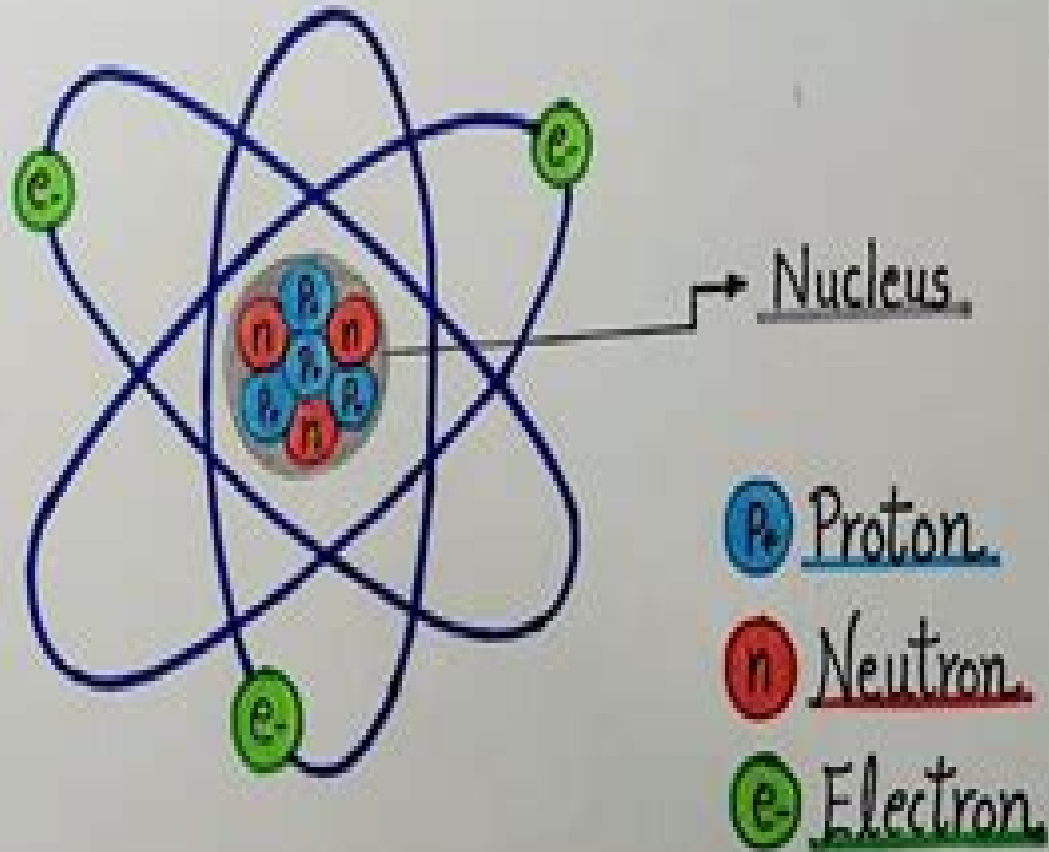 e-
e-
P+
n n
P+
P+ P+
n
Nucleus
e-
P+ Proton
n Neutron
e- Electron